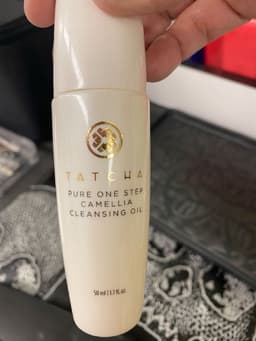 TATCHA
PURE ONE STEP
CAMELLIA
CLEANSING OIL
50 ml | 1.7 fl.oz.